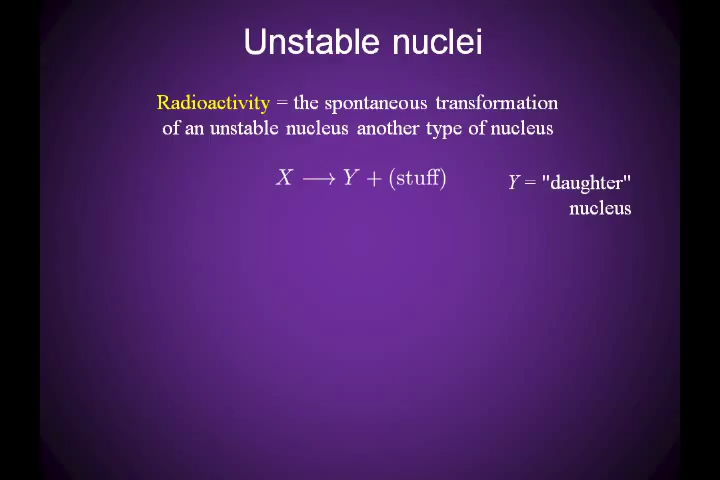 Unstable nuclei
Radioactivity = the spontaneous transformation
of an unstable nucleus another type of nucleus
X ⟶ Y + (stuff)
Y = "daughter"
nucleus